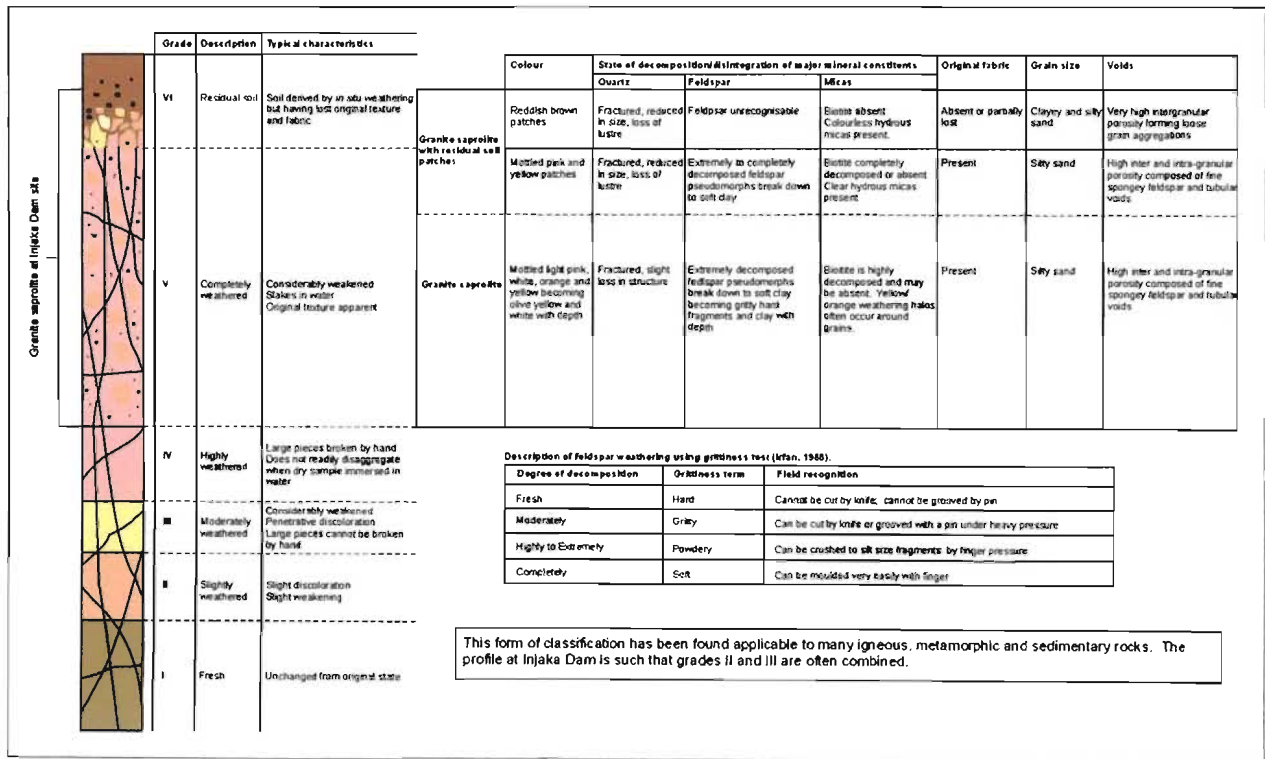 Grade Description Typical characteristics
Colour
State of decomposition/disintegration of major mineral constituents
Original fabric
Grain size
Voids
Quartz
Feldspar
Micas
Granite saprolite at Injaka Dam site
VI
Residual soil
Soil derived by in situ weathering
but having lost original texture
and fabric
Granite saprolite
with residual soil
patches
Reddish brown
patches
Fractured, reduced
in size, loss of
lustre
Feldspar unrecognisable
Biotite absent
Colourless hydrous
micas present.
Absent or partially
lost
Clayey and silty
sand
Very high intergranular
porosity forming loose
grain aggregations
Mottled pink and
yellow patches
Fractured, reduced
in size, loss of
lustre
Extremely to completely
decomposed feldspar
pseudomorphs break down
to soft clay
Biotite completely
decomposed or absent
Clear hydrous micas
present
Present
Silty sand
High inter and intra-granular
porosity composed of fine
spongey feldspar and tubular
voids
V
Completely
weathered
Considerably weakened
Slakes in water
Original texture apparent
Granite saprolite
Mottled light pink,
white, orange and
yellow becoming
olive yellow and
white with depth
Fractured, slight
loss in structure
Extremely decomposed
feldspar pseudomorphs
break down to soft clay
becoming gritty hard
fragments and clay with
depth
Biotite is highly
decomposed and may
be absent. Yellow/
orange weathering halos
often occur around
grains.
Present
Silty sand
High inter and intra-granular
porosity composed of fine
spongey feldspar and tubular
voids
IV
Highly
weathered
Large pieces broken by hand
Does not readily disaggregate
when dry sample immersed in
water
III
Moderately
weathered
Considerably weakened
Penetrative discoloration
Large pieces cannot be broken
by hand
II
Slightly
weathered
Slight discoloration
Slight weakening
I
Fresh
Unchanged from original state
Description of feldspar weathering using grittiness test (Irfan, 1988).
Degree of decomposition Grittiness term Field recognition
Fresh Hard Cannot be cut by knife; cannot be grooved by pin
Moderately Gritty Can be cut by knife or grooved with a pin under heavy pressure
Highly to Extremely Powdery Can be crushed to silt size fragments by finger pressure
Completely Soft Can be moulded very easily with finger
This form of classification has been found applicable to many igneous, metamorphic and sedimentary rocks. The
profile at Injaka Dam is such that grades II and III are often combined.